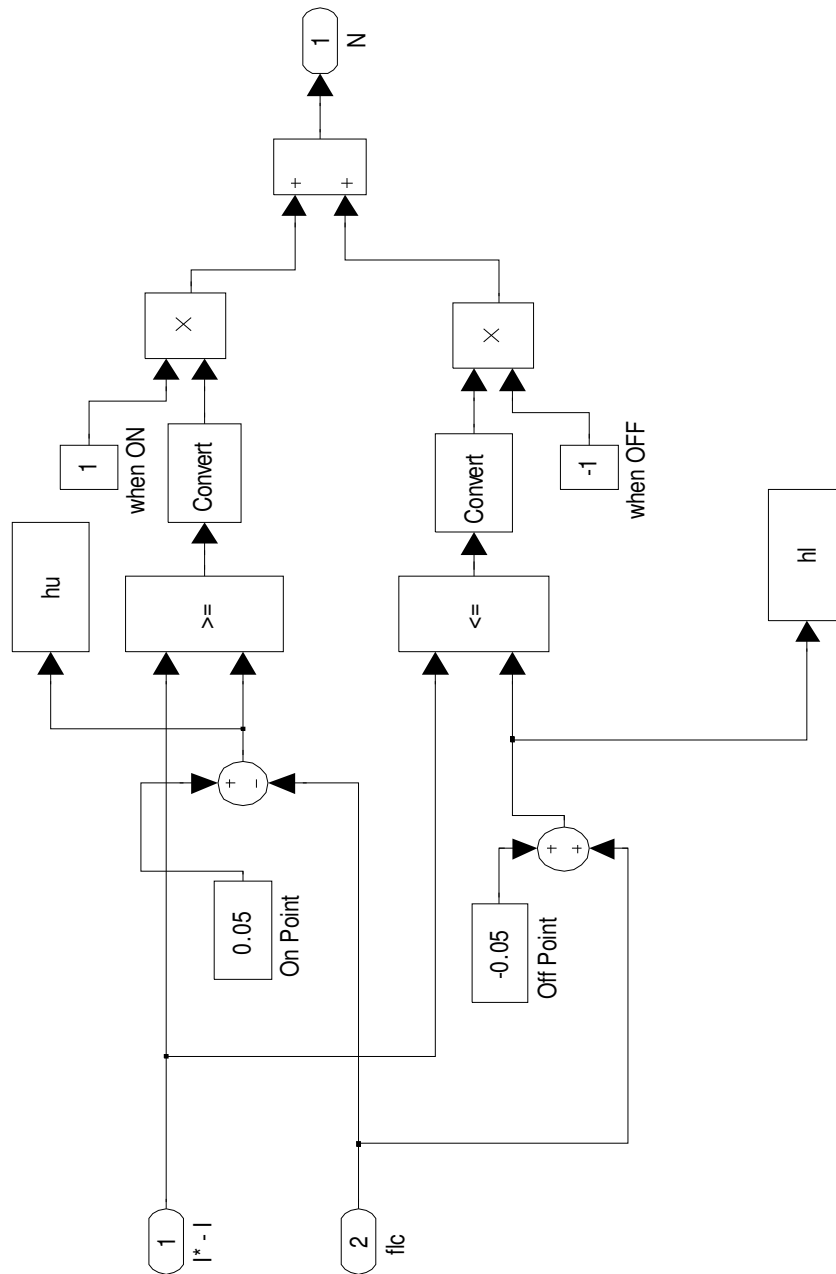 1
I* - I
2
flc
0.05
On Point
+
−
-0.05
Off Point
+
+
hu
>=
<=
hl
1
when ON
Convert
Convert
-1
when OFF
×
×
+
+
1
N